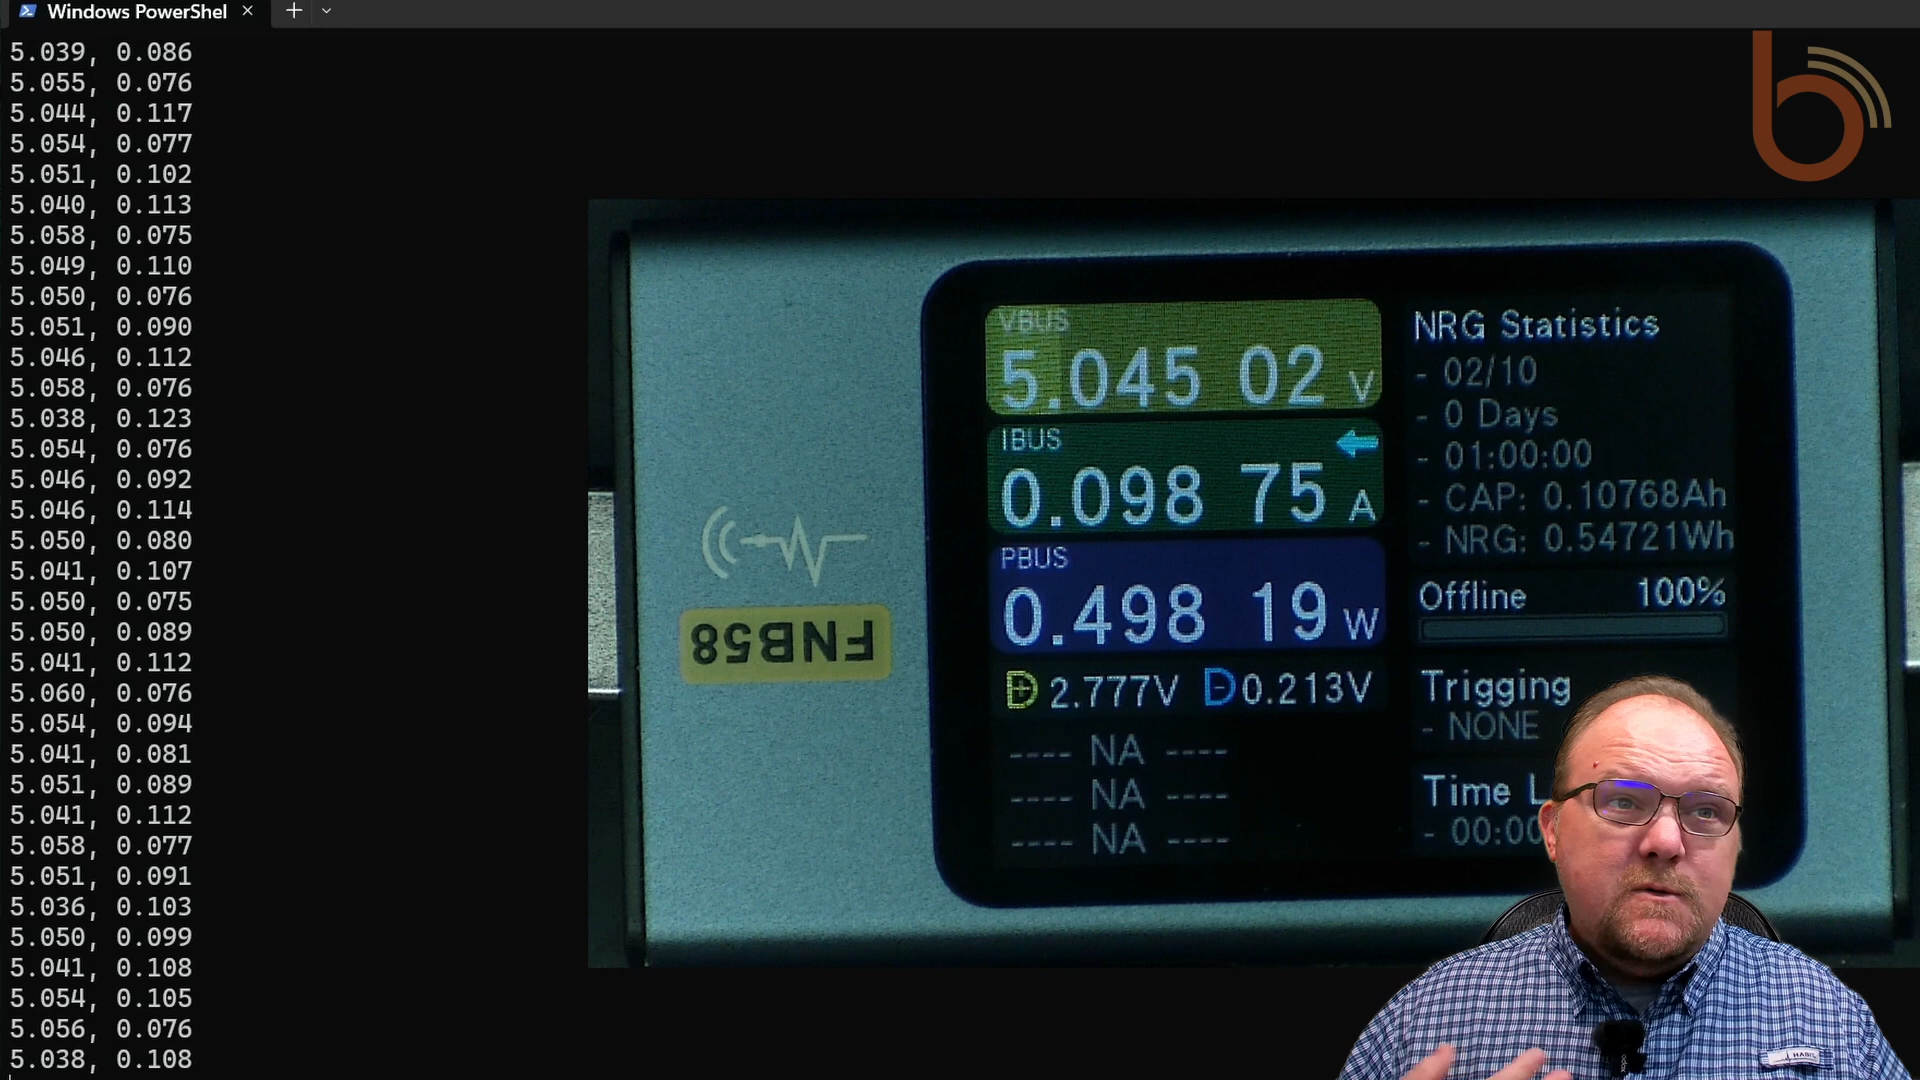 Windows PowerShel
5.039, 0.086
5.055, 0.076
5.044, 0.117
5.054, 0.077
5.051, 0.102
5.040, 0.113
5.058, 0.075
5.049, 0.110
5.050, 0.076
5.051, 0.090
5.046, 0.112
5.058, 0.076
5.038, 0.123
5.054, 0.076
5.046, 0.092
5.046, 0.114
5.050, 0.080
5.041, 0.107
5.050, 0.075
5.050, 0.089
5.041, 0.112
5.060, 0.076
5.054, 0.094
5.041, 0.081
5.051, 0.089
5.041, 0.112
5.058, 0.077
5.051, 0.091
5.036, 0.103
5.050, 0.099
5.041, 0.108
5.054, 0.105
5.056, 0.076
5.038, 0.108
b
FNB58
VBUS
5.045 02 V
IBUS
0.098 75 A
PBUS
0.498 19 W
D+ 2.777V D- 0.213V
---- NA ----
---- NA ----
---- NA ----
NRG Statistics
- 02/10
- 0 Days
- 01:00:00
- CAP: 0.10768Ah
- NRG: 0.54721Wh
Offline 100%
Trigging
- NONE
Time L
- 00:00
HABIT